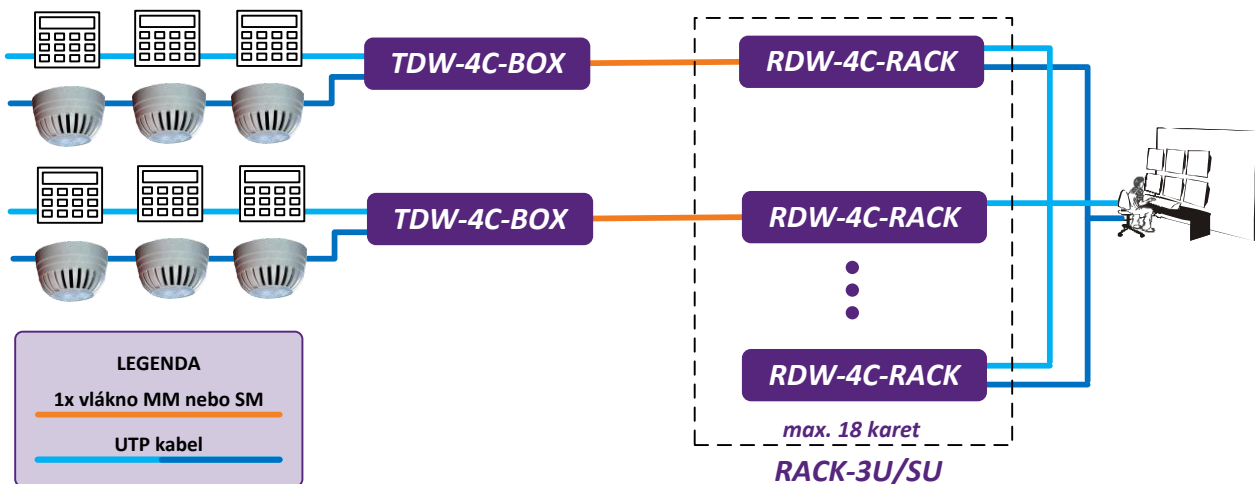 TDW-4C-BOX
RDW-4C-RACK
TDW-4C-BOX
RDW-4C-RACK
LEGENDA
1x vlákno MM nebo SM
UTP kabel
RDW-4C-RACK
max. 18 karet
RACK-3U/SU